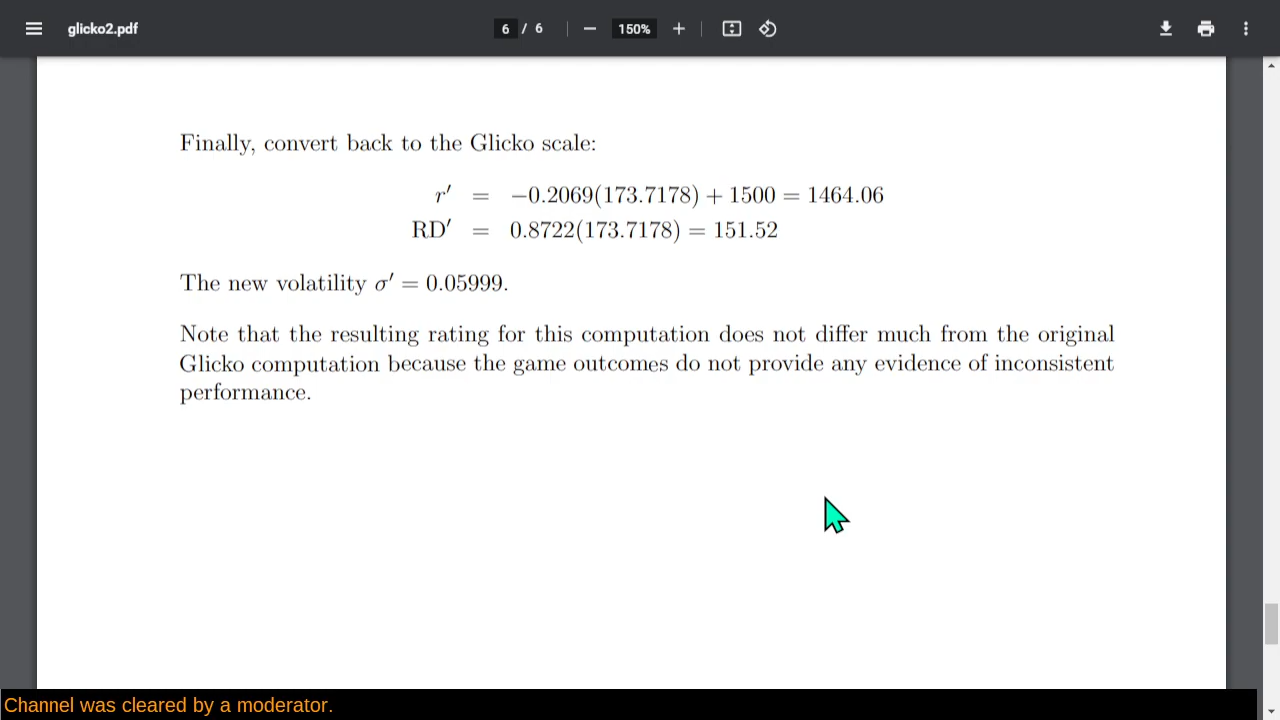 glicko2.pdf
6 / 6
150%
Finally, convert back to the Glicko scale:
r′ = −0.2069(173.7178) + 1500 = 1464.06
RD′ = 0.8722(173.7178) = 151.52
The new volatility σ′ = 0.05999.
Note that the resulting rating for this computation does not differ much from the original
Glicko computation because the game outcomes do not provide any evidence of inconsistent
performance.
Channel was cleared by a moderator.